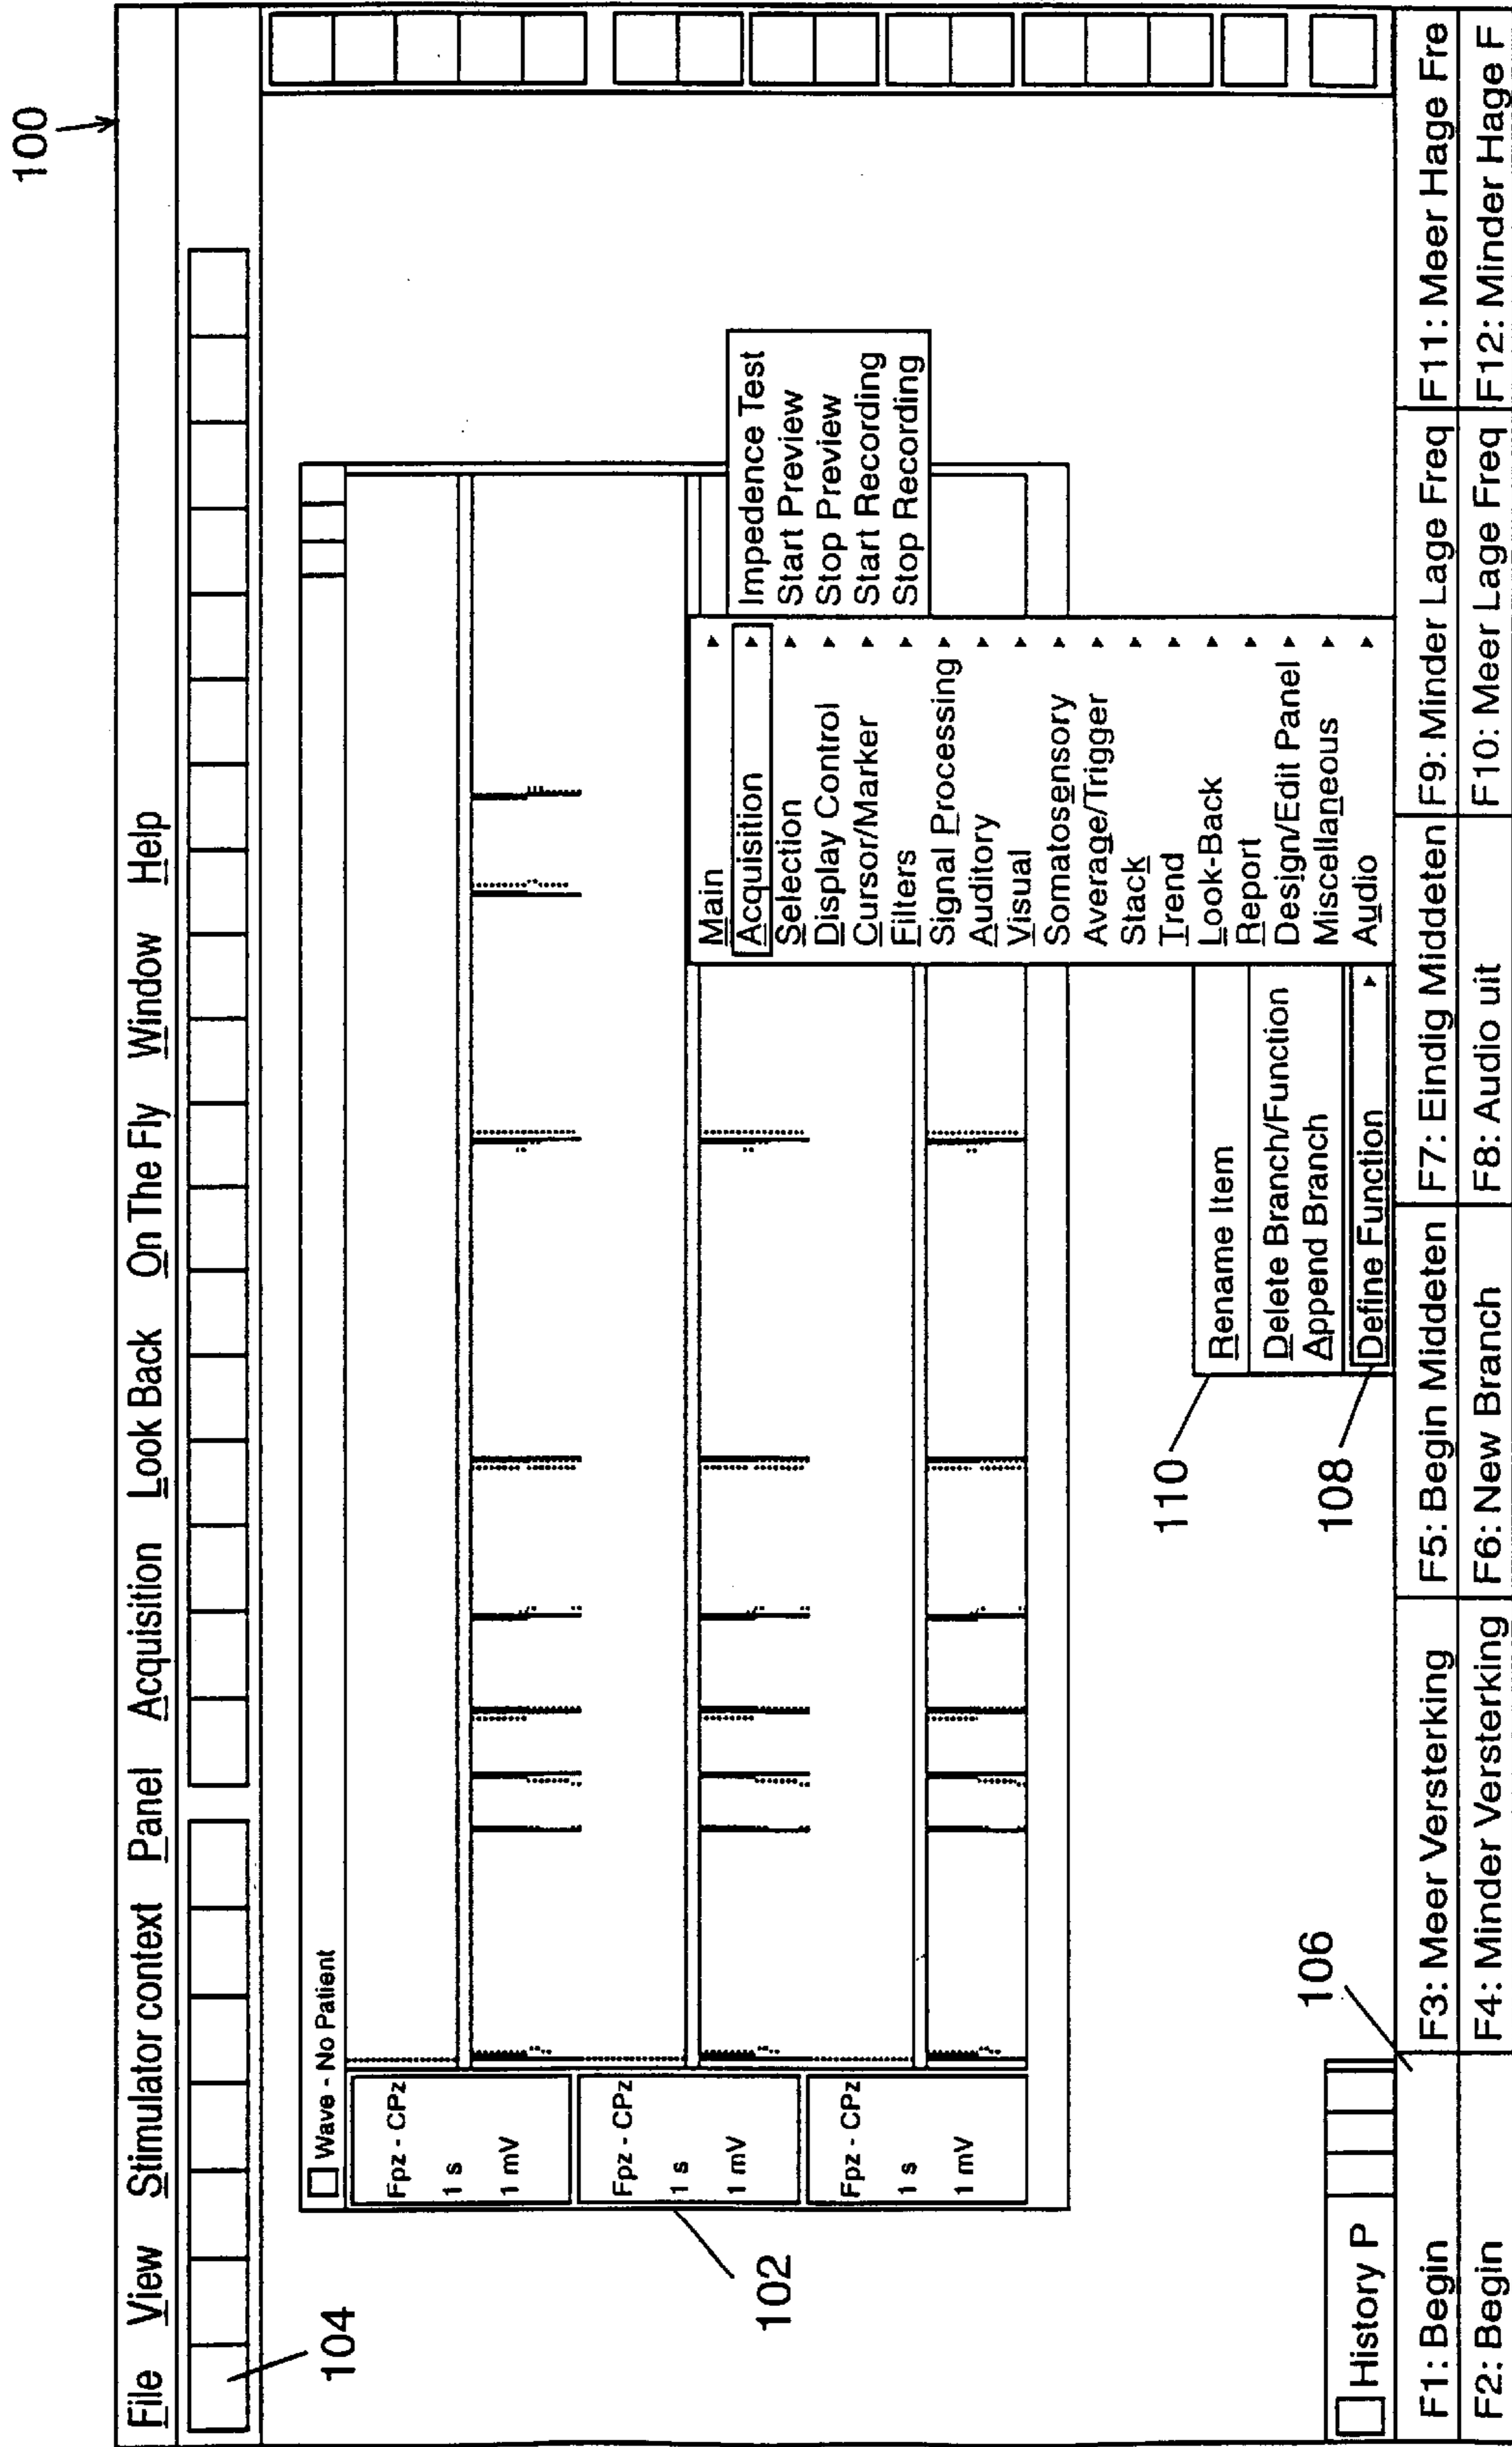 100
File View Stimulator context Panel Acquisition Look Back On The Fly Window Help
104
Wave - No Patient
Fpz - CPz
1 s
1 mV
Fpz - CPz
1 s
1 mV
Fpz - CPz
1 s
1 mV
102
Impedence Test
Start Preview
Stop Preview
Start Recording
Stop Recording
Main
Acquisition
Selection
Display Control
Cursor/Marker
Filters
Signal Processing
Auditory
Visual
Somatosensory
Average/Trigger
Stack
Trend
Look-Back
Report
Design/Edit Panel
Miscellaneous
Audio
110
Rename Item
Delete Branch/Function
Append Branch
108
Define Function
History P
106
F1: Begin F3: Meer Versterking F5: Begin Middeten F7: Eindig Middeten F9: Minder Lage Freq F11: Meer Hage Fre
F2: Begin F4: Minder Versterking F6: New Branch F8: Audio uit F10: Meer Lage Freq F12: Minder Hage F